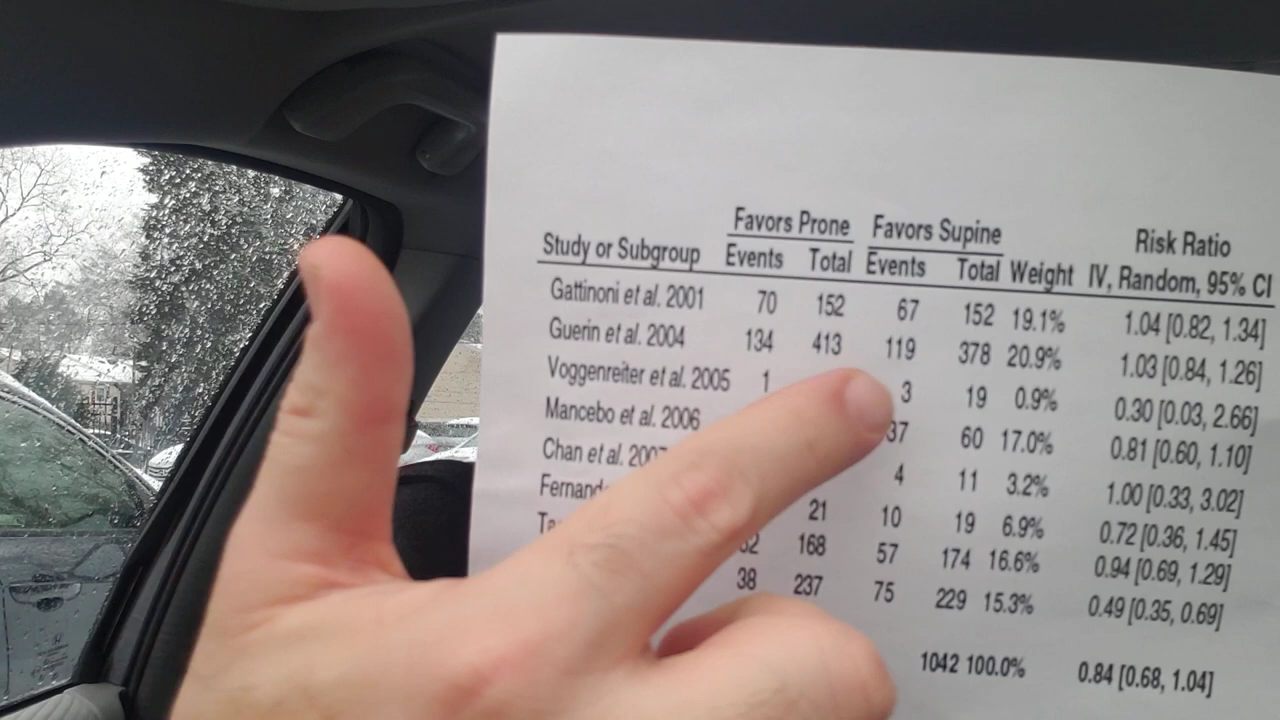 Favors Prone Favors Supine Risk Ratio
Study or Subgroup Events Total Events Total Weight IV, Random, 95% CI
Gattinoni et al. 2001 70 152 67 152 19.1% 1.04 [0.82, 1.34]
Guerin et al. 2004 134 413 119 378 20.9% 1.03 [0.84, 1.26]
Voggenreiter et al. 2005 1 3 19 0.9% 0.30 [0.03, 2.66]
Mancebo et al. 2006 37 60 17.0% 0.81 [0.60, 1.10]
Chan et al. 4 11 3.2% 1.00 [0.33, 3.02]
21 10 19 6.9% 0.72 [0.36, 1.45]
168 57 174 16.6% 0.94 [0.69, 1.29]
38 237 75 229 15.3% 0.49 [0.35, 0.69]
1042 100.0% 0.84 [0.68, 1.04]